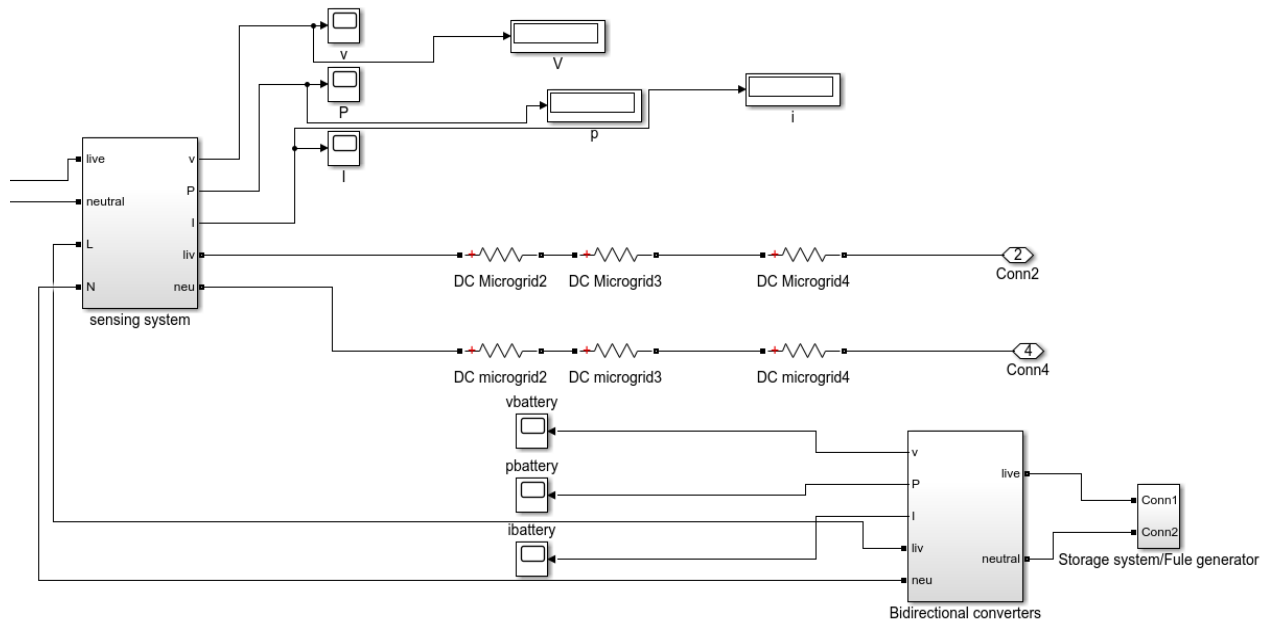 v
V
P
p
i
I
live
neutral
L
N
v
P
I
liv
neu
sensing system
DC Microgrid2
DC Microgrid3
DC Microgrid4
2
Conn2
DC microgrid2
DC microgrid3
DC microgrid4
4
Conn4
vbattery
pbattery
ibattery
v
P
I
liv
neu
live
neutral
Bidirectional converters
Conn1
Conn2
Storage system/Fule generator